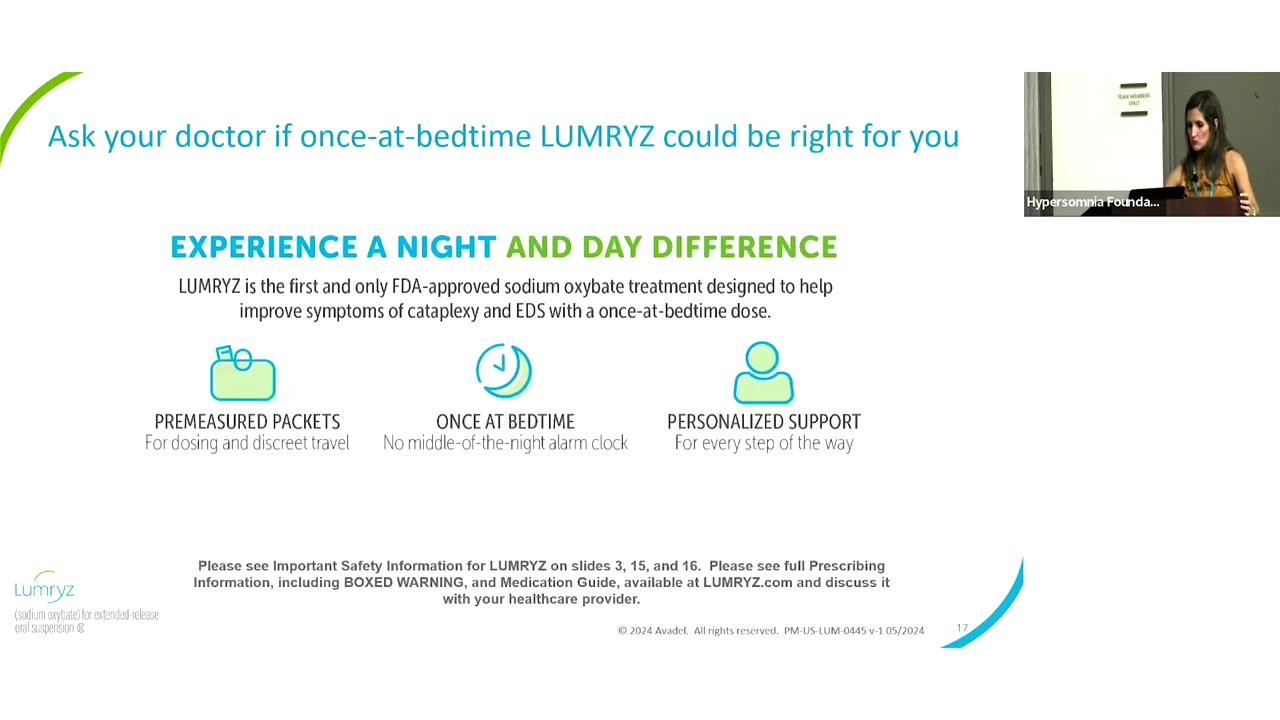 Ask your doctor if once-at-bedtime LUMRYZ could be right for you
TEAM MEMBERS
ONLY
Hypersomnia Founda...
EXPERIENCE A NIGHT AND DAY DIFFERENCE
LUMRYZ is the first and only FDA-approved sodium oxybate treatment designed to help
improve symptoms of cataplexy and EDS with a once-at-bedtime dose.
PREMEASURED PACKETS
For dosing and discreet travel
ONCE AT BEDTIME
No middle-of-the-night alarm clock
PERSONALIZED SUPPORT
For every step of the way
Please see Important Safety Information for LUMRYZ on slides 3, 15, and 16.  Please see full Prescribing
Information, including BOXED WARNING, and Medication Guide, available at LUMRYZ.com and discuss it
with your healthcare provider.
Lumryz
(sodium oxybate) for extended-release
oral suspension ®
© 2024 Avadel.  All rights reserved.  PM-US-LUM-0445 v-1 05/2024
17